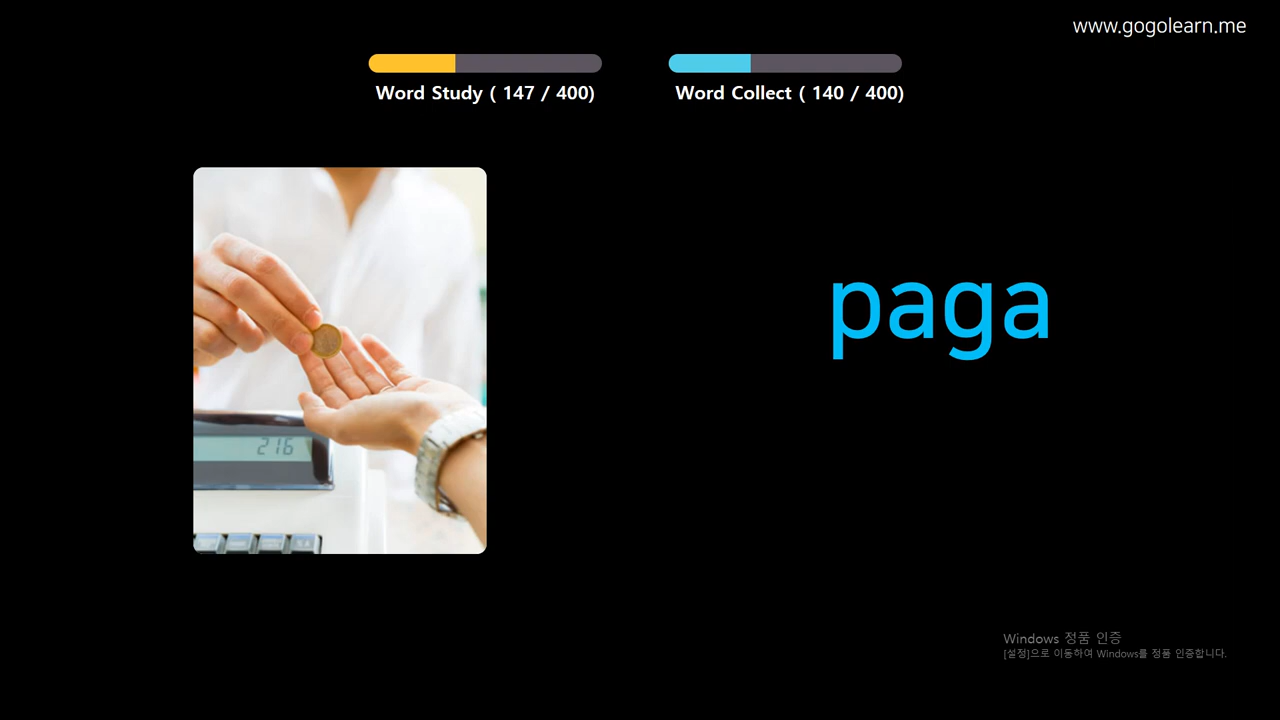 www.gogolearn.me
Word Study ( 147 / 400)
Word Collect ( 140 / 400)
paga
216
Windows 정품 인증
[설정]으로 이동하여 Windows를 정품 인증합니다.